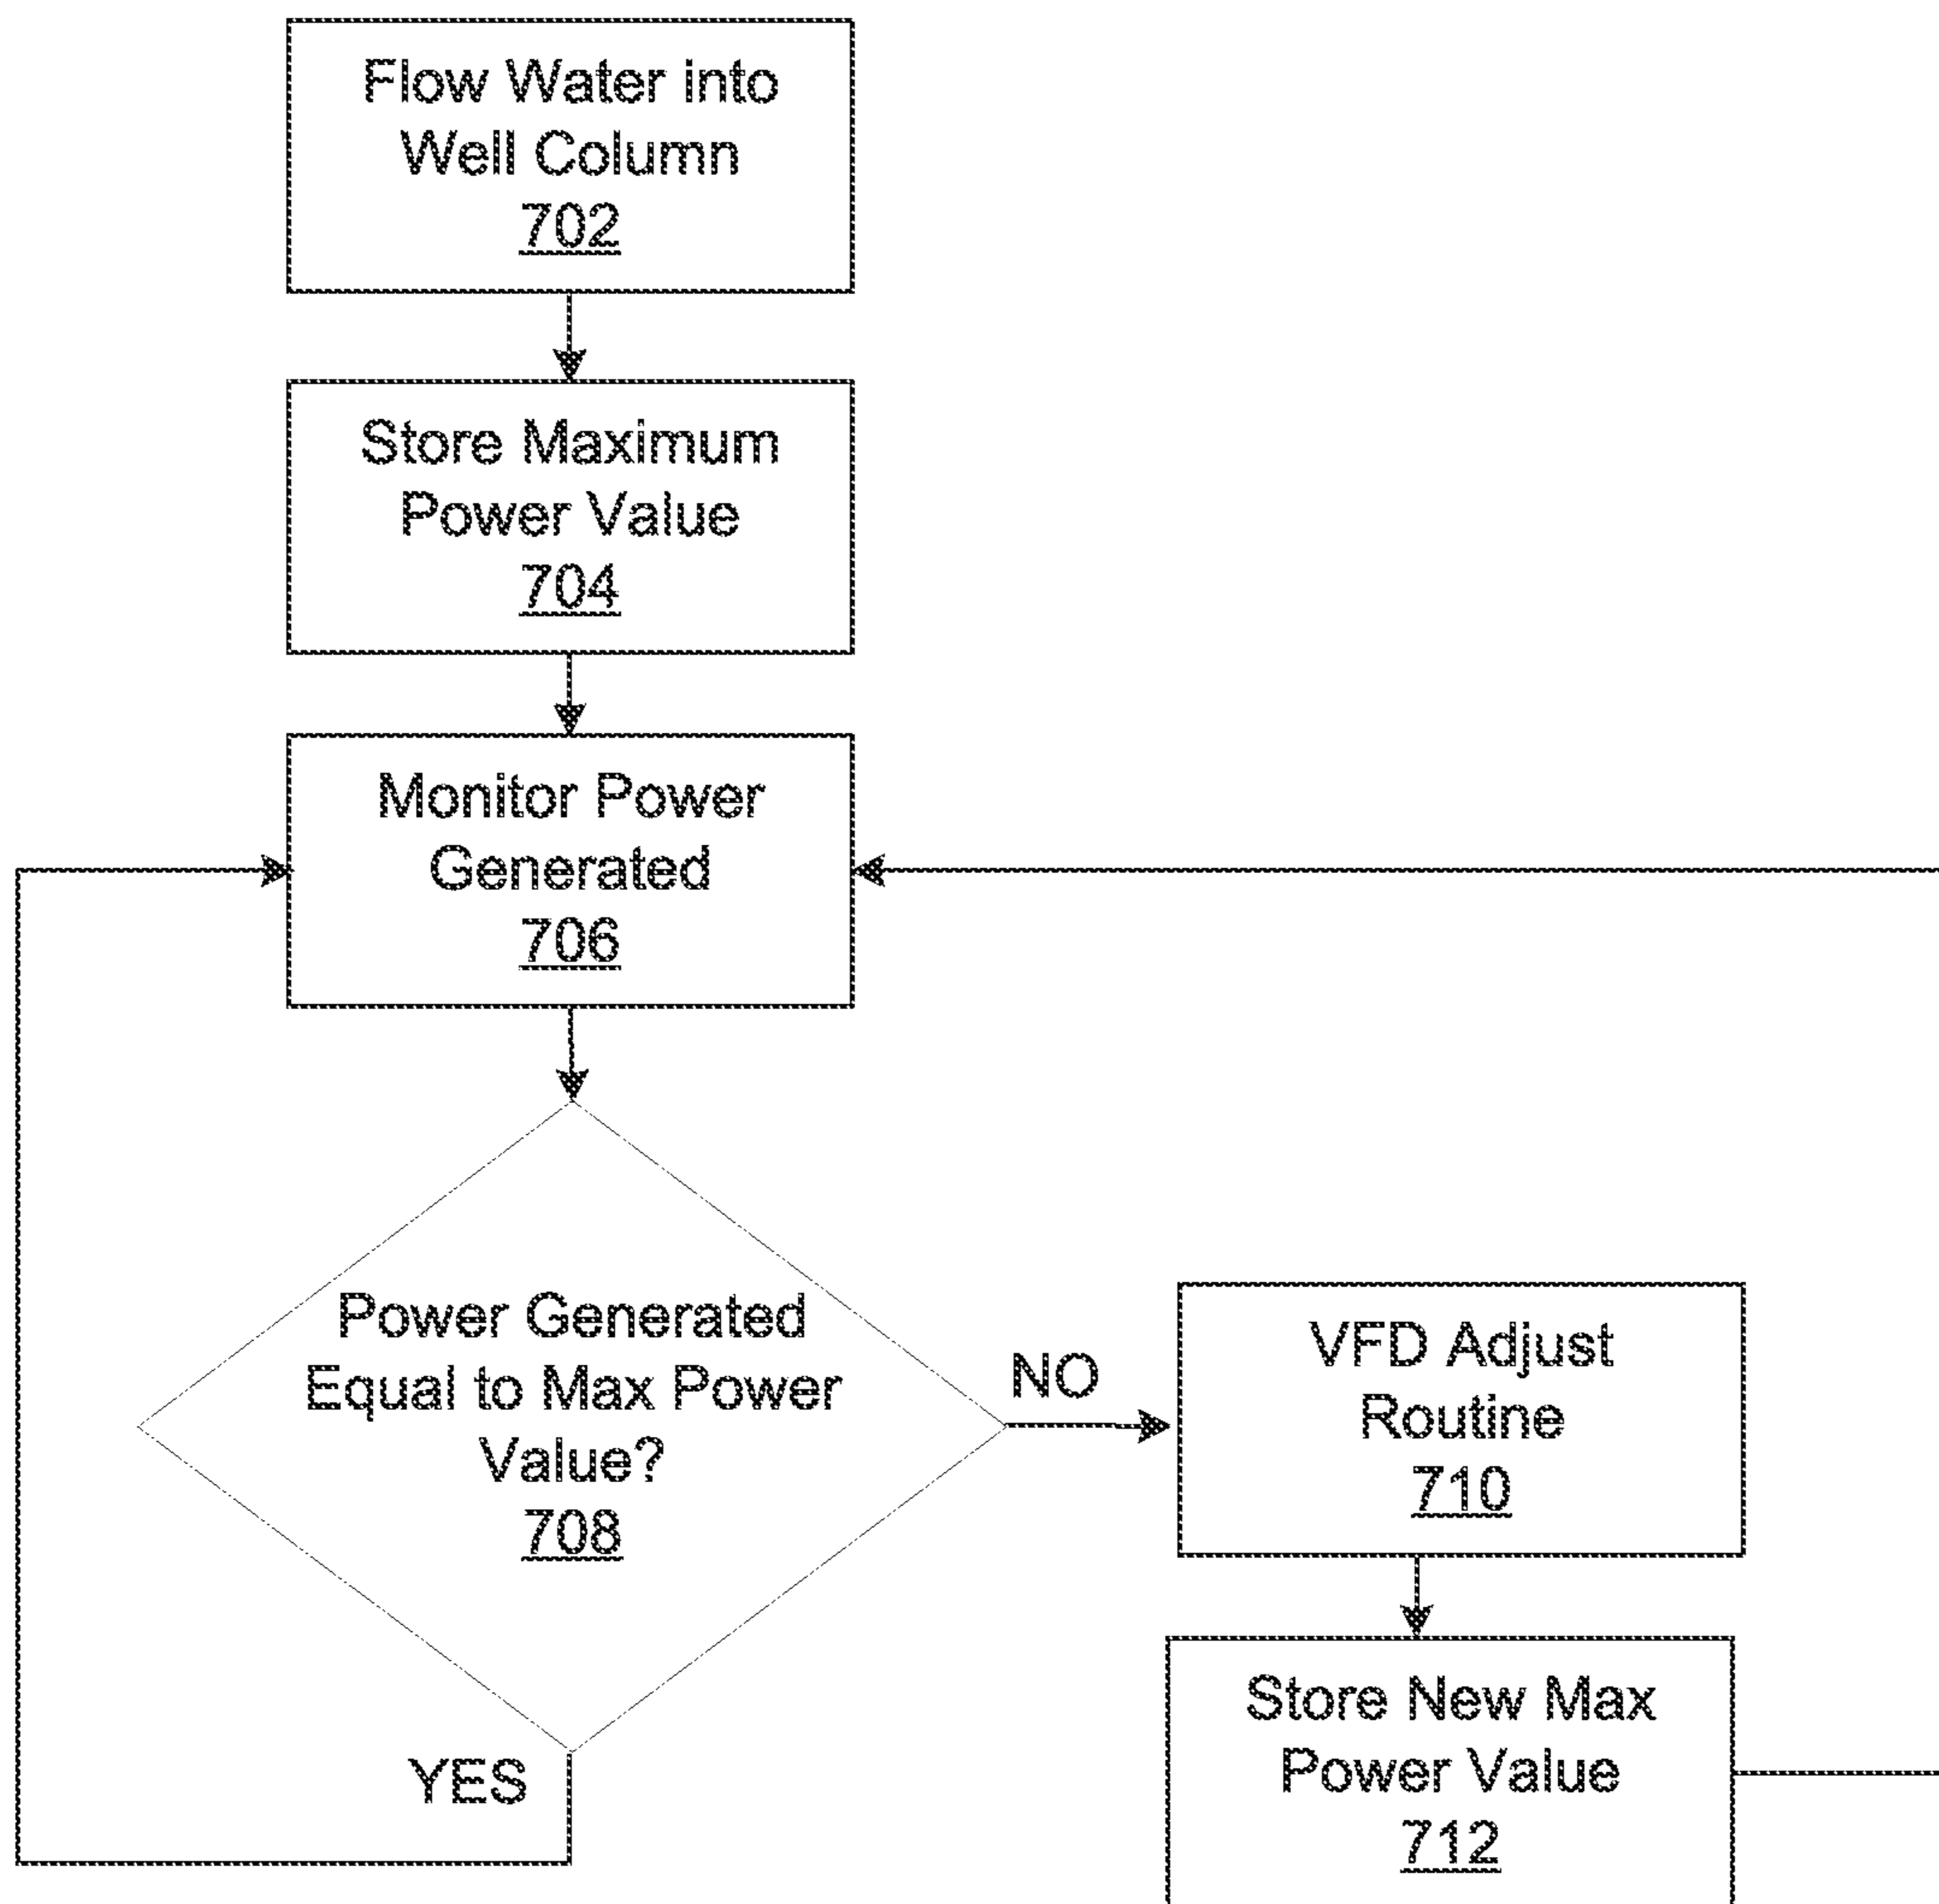 Flow Water into
Well Column
702
Store Maximum
Power Value
704
Monitor Power
Generated
706
Power Generated
Equal to Max Power
Value?
708
NO
VFD Adjust
Routine
710
YES
Store New Max
Power Value
712